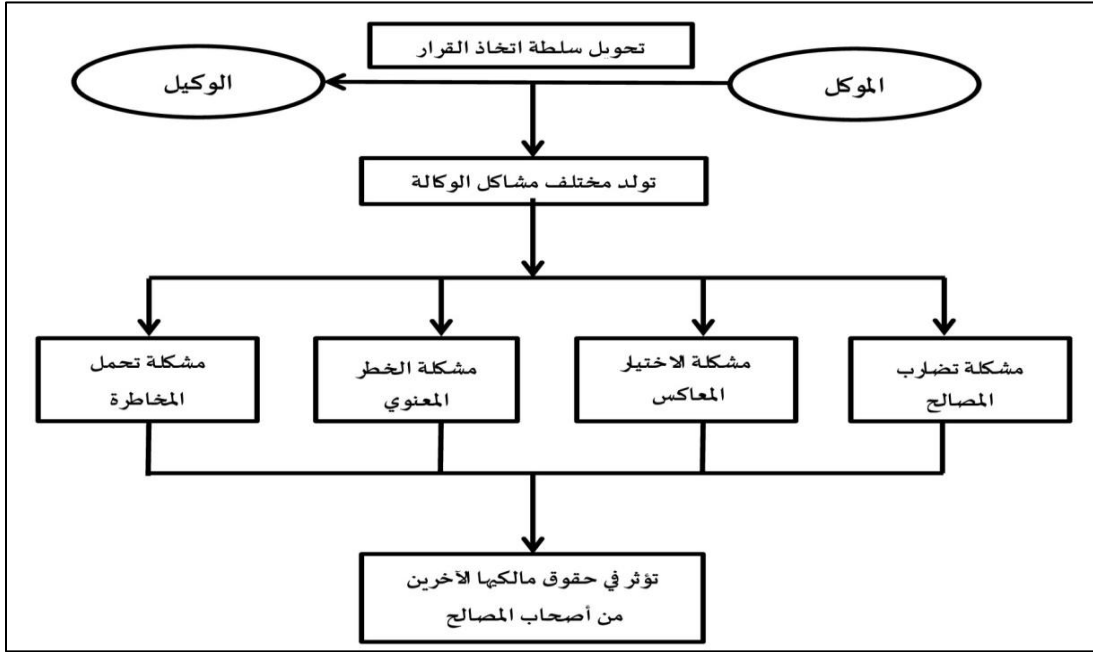 تحويل سلطة اتخاذ القرار
الموكل
الوكيل
تولد مختلف مشاكل الوكالة
مشكلة تضارب
المصالح
مشكلة الاختيار
المعاكس
مشكلة الخطر
المعنوي
مشكلة تحمل
المخاطرة
تؤثر في حقوق مالكيها الآخرين
من أصحاب المصالح